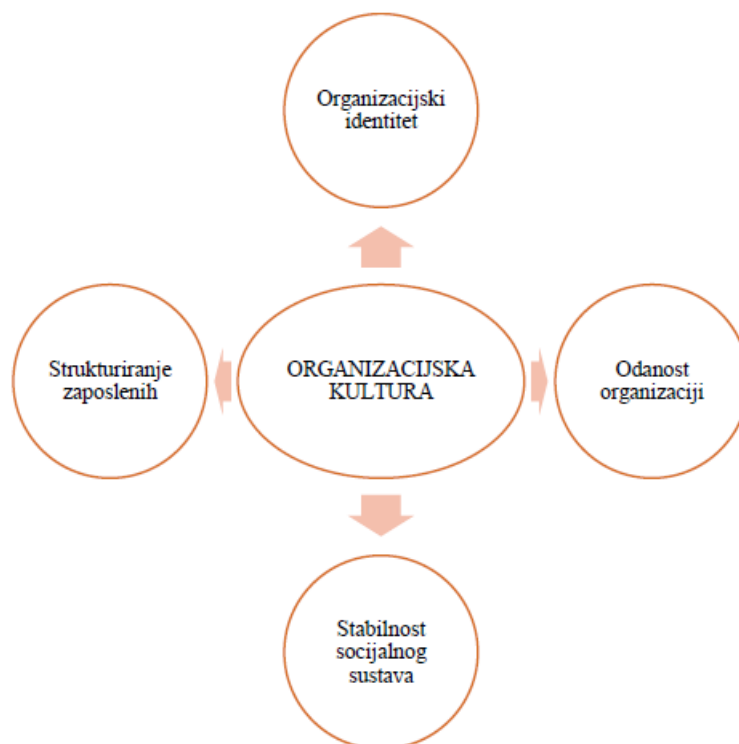 Organizacijski
identitet
Strukturiranje
zaposlenih
ORGANIZACIJSKA
KULTURA
Odanost
organizaciji
Stabilnost
socijalnog
sustava